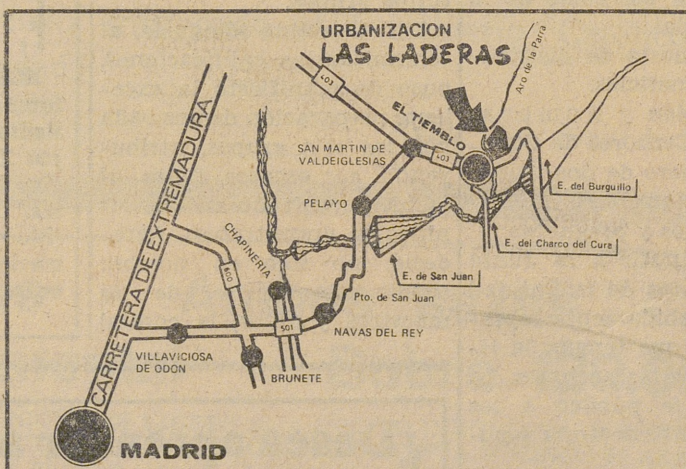 URBANIZACION
LAS LADERAS
Aro de la Parra
403
EL TIEMBLO
SAN MARTIN DE
VALDEIGLESIAS
403
E. del Burguillo
PELAYO
CARRETERA DE EXTREMADURA
CHAPINERIA
E. del Charco del Cura
600
E. de San Juan
Pto. de San Juan
501
NAVAS DEL REY
VILLAVICIOSA
DE ODON
BRUNETE
MADRID